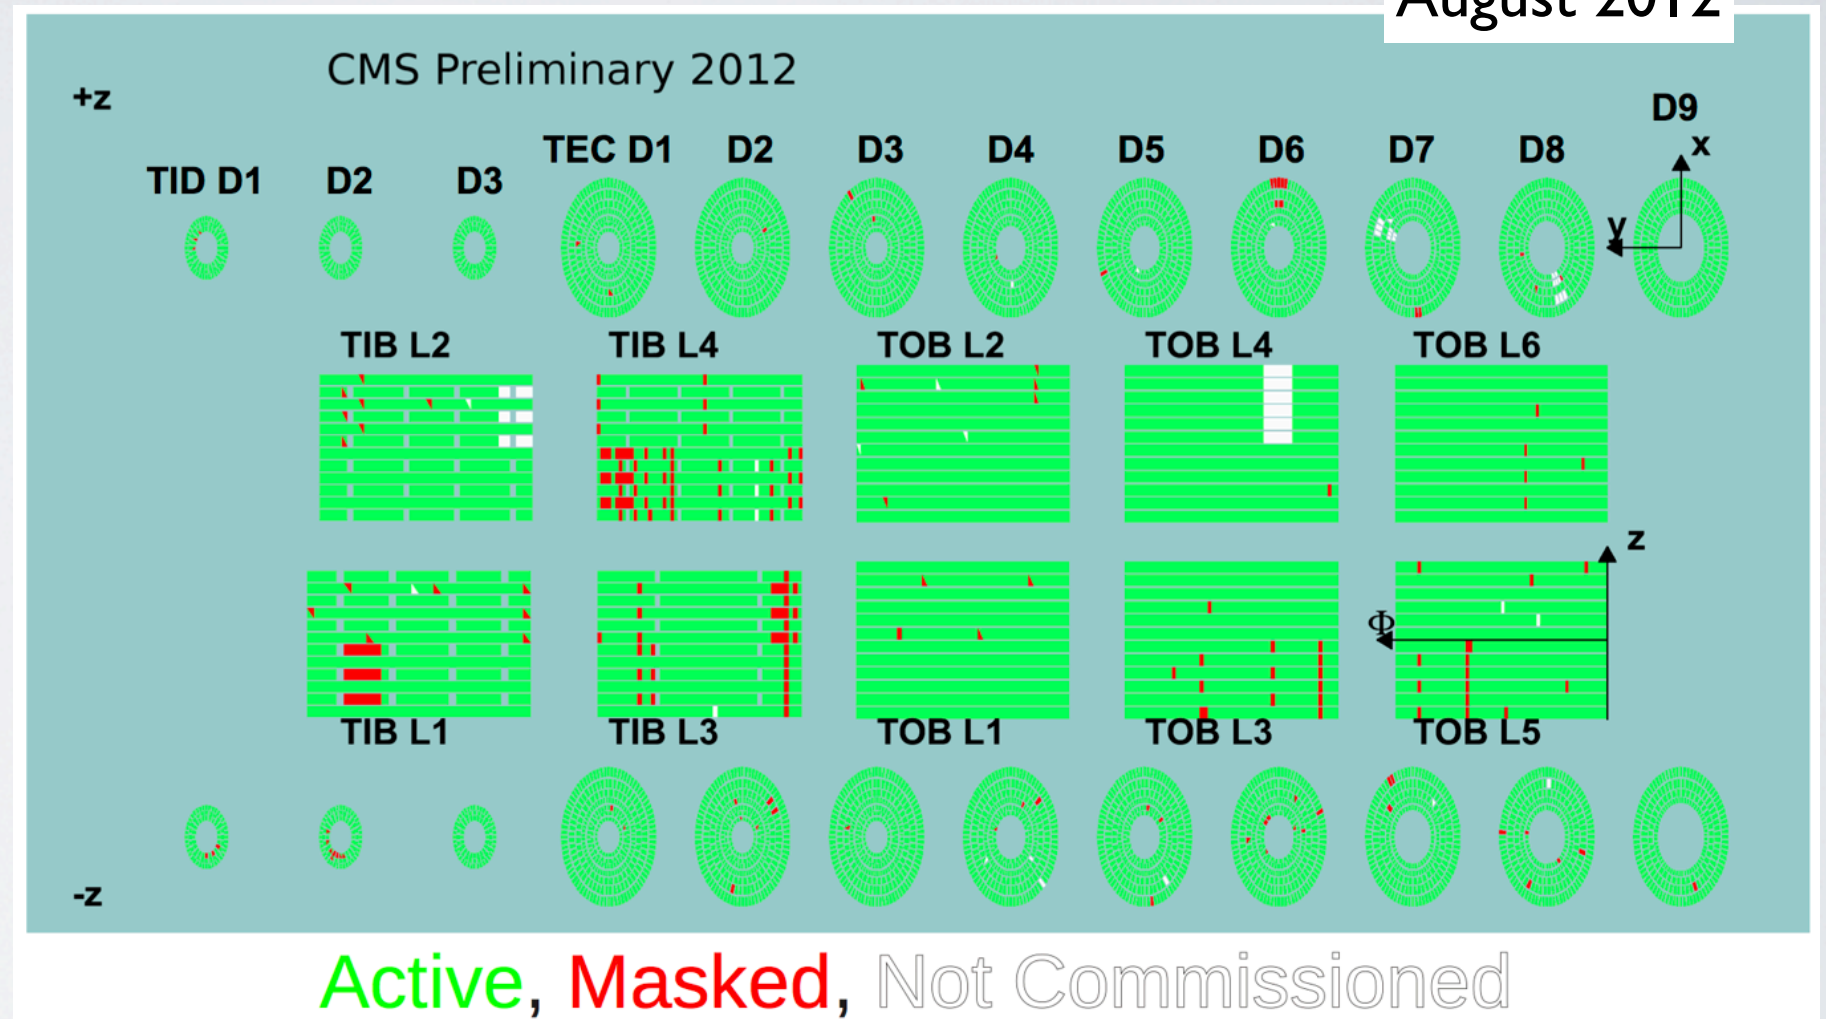 August 2012
CMS Preliminary 2012
+z
D9
TEC D1 D2 D3 D4 D5 D6 D7 D8 x
TID D1 D2 D3
y
TIB L2 TIB L4 TOB L2 TOB L4 TOB L6
z
Φ
TIB L1 TIB L3 TOB L1 TOB L3 TOB L5
-z
Active, Masked, Not Commissioned